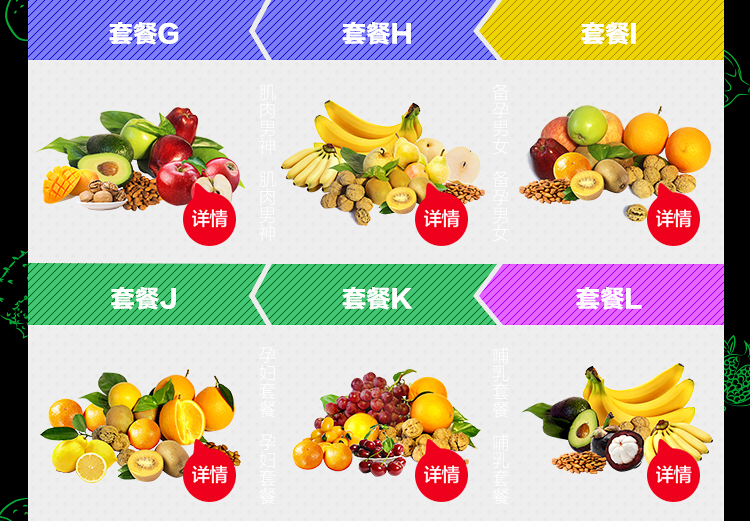 套餐G
套餐H
套餐I
肌肉男神 肌肉男神
备孕男女 备孕男女
详情
详情
详情
套餐J
套餐K
套餐L
孕妇套餐 孕妇套餐
哺乳套餐 哺乳套餐
详情
详情
详情